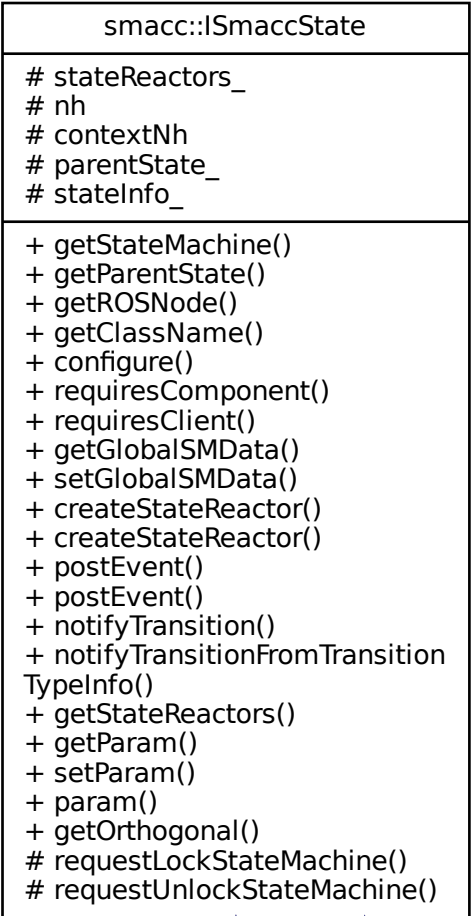 smacc::ISmaccState
# stateReactors_
# nh
# contextNh
# parentState_
# stateInfo_
+ getStateMachine()
+ getParentState()
+ getROSNode()
+ getClassName()
+ configure()
+ requiresComponent()
+ requiresClient()
+ getGlobalSMData()
+ setGlobalSMData()
+ createStateReactor()
+ createStateReactor()
+ postEvent()
+ postEvent()
+ notifyTransition()
+ notifyTransitionFromTransition
TypeInfo()
+ getStateReactors()
+ getParam()
+ setParam()
+ param()
+ getOrthogonal()
# requestLockStateMachine()
# requestUnlockStateMachine()